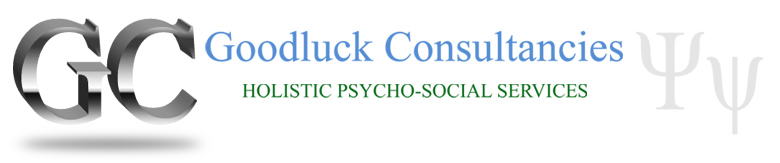 GC
Goodluck Consultancies
HOLISTIC PSYCHO-SOCIAL SERVICES
Ψψ